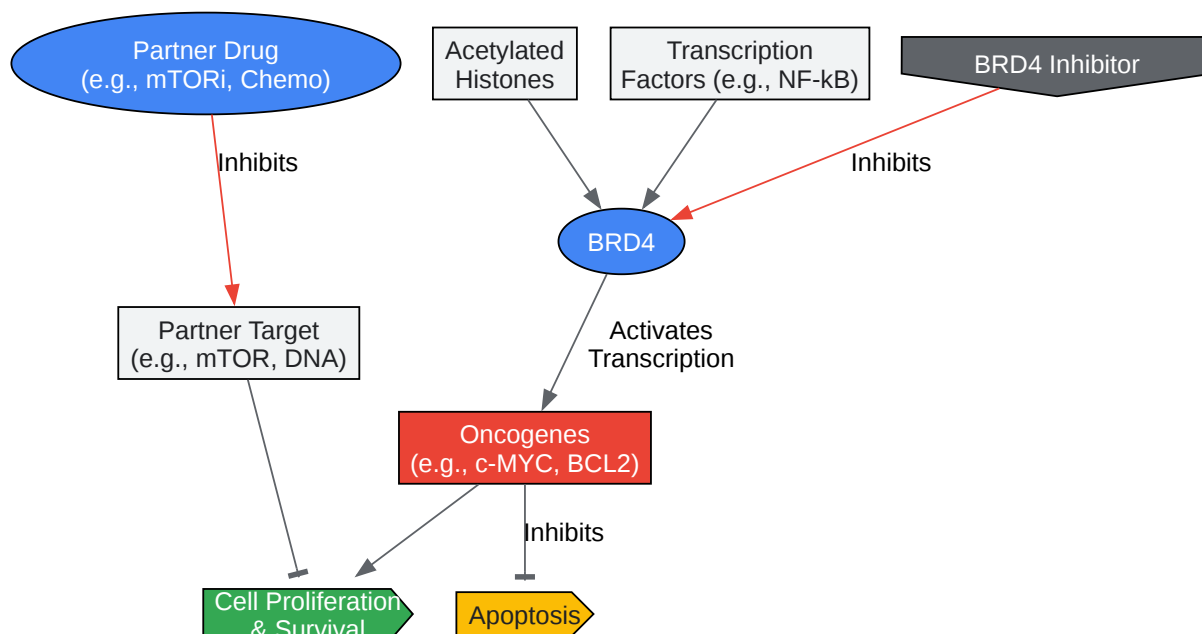 Partner Drug
(e.g., mTORi, Chemo)
Acetylated
Histones
Transcription
Factors (e.g., NF-kB)
BRD4 Inhibitor
Inhibits
Inhibits
BRD4
Partner Target
(e.g., mTOR, DNA)
Activates
Transcription
Oncogenes
(e.g., c-MYC, BCL2)
Inhibits
Cell Proliferation
& Survival
Apoptosis